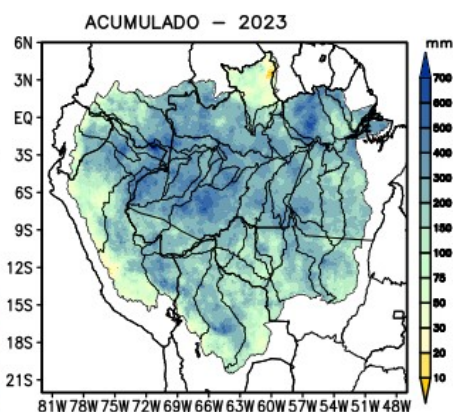 ACUMULADO – 2023
mm
6N
3N
EQ
3S
6S
9S
12S
15S
18S
21S
700
600
500
400
300
200
150
100
75
50
30
20
10
81W 78W 75W 72W 69W 66W 63W 60W 57W 54W 51W 48W